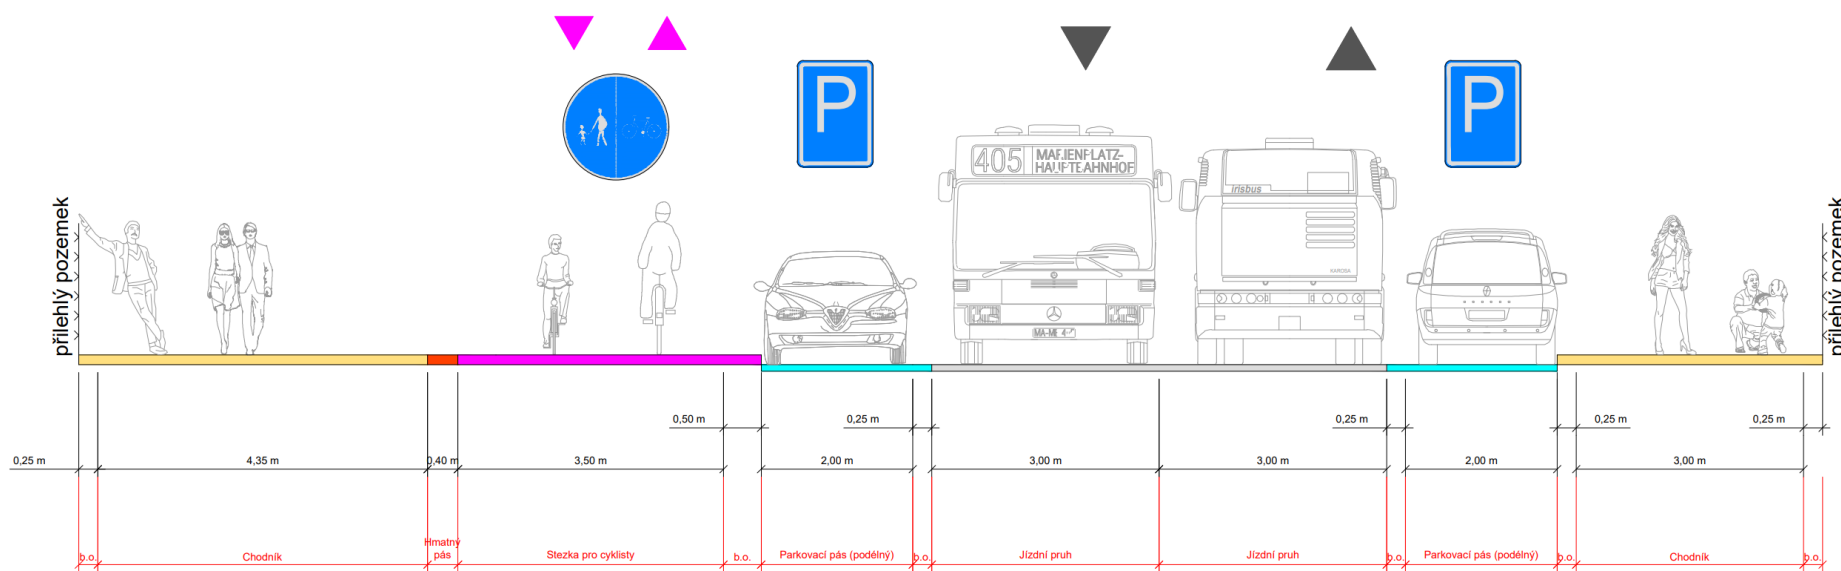 P
P
405
MARIENPLATZ-
HAUPTBAHNHOF
irisbus
KAROSA
přilehlý pozemek
přilehlý pozemek
0,50 m
0,25 m
0,25 m
0,25 m
0,25 m
0,25 m
4,35 m
0,40 m
3,50 m
2,00 m
3,00 m
3,00 m
2,00 m
3,00 m
b.o.
Chodník
Hmatný
pás
Stezka pro cyklisty
b.o.
Parkovací pás (podélný)
b.o.
Jízdní pruh
Jízdní pruh
b.o.
Parkovací pás (podélný)
b.o.
Chodník
b.o.